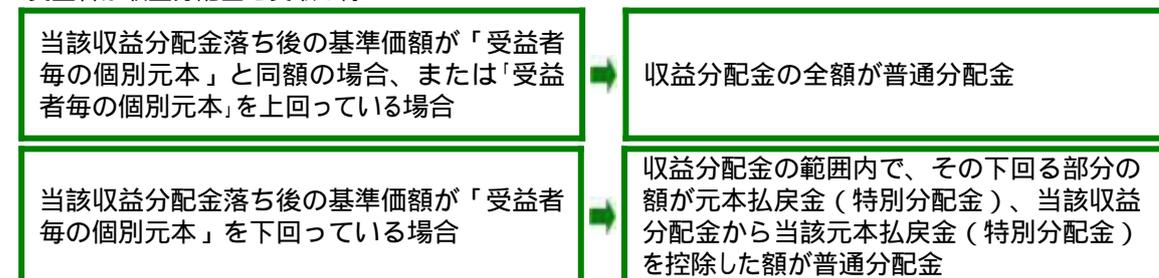 当該収益分配金落ち後の基準価額が「受益者
毎の個別元本」と同額の場合、または「受益
者毎の個別元本」を上回っている場合
収益分配金の全額が普通分配金
当該収益分配金落ち後の基準価額が「受益者
毎の個別元本」を下回っている場合
収益分配金の範囲内で、その下回る部分の
額が元本払戻金(特別分配金)、当該収益
分配金から当該元本払戻金(特別分配金)
を控除した額が普通分配金